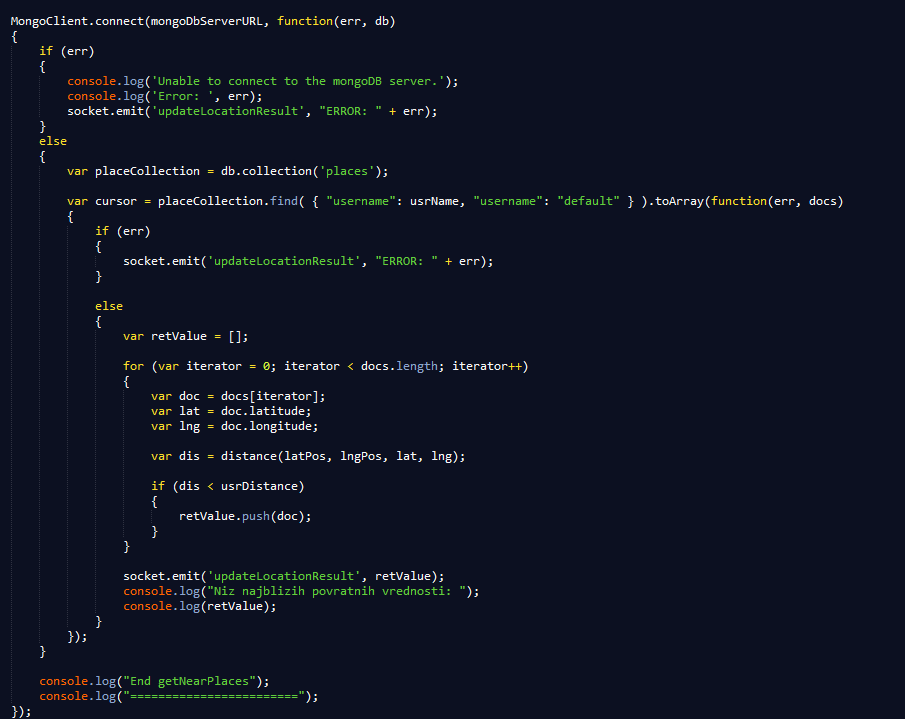 MongoClient.connect(mongoDbServerURL, function(err, db)
{
    if (err)
    {
        console.log('Unable to connect to the mongoDB server.');
        console.log('Error: ', err);
        socket.emit('updateLocationResult', "ERROR: " + err);
    }
    else
    {
        var placeCollection = db.collection('places');

        var cursor = placeCollection.find( { "username": usrName, "username": "default" } ).toArray(function(err, docs)
        {
            if (err)
            {
                socket.emit('updateLocationResult', "ERROR: " + err);
            }

            else
            {
                var retValue = [];

                for (var iterator = 0; iterator < docs.length; iterator++)
                {
                    var doc = docs[iterator];
                    var lat = doc.latitude;
                    var lng = doc.longitude;

                    var dis = distance(latPos, lngPos, lat, lng);

                    if (dis < usrDistance)
                    {
                        retValue.push(doc);
                    }
                }

                socket.emit('updateLocationResult', retValue);
                console.log("Niz najblizih povratnih vrednosti: ");
                console.log(retValue);
            }
        });
    }

    console.log("End getNearPlaces");
    console.log("========================");
});